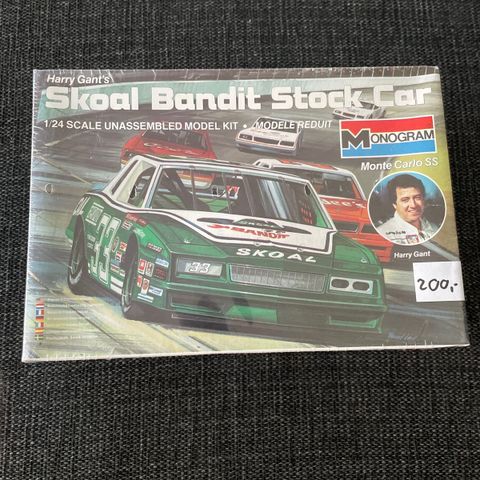 Harry Gant's
Skoal Bandit Stock Car
1/24 SCALE UNASSEMBLED MODEL KIT • MODELE REDUIT
MONOGRAM
Monte Carlo SS
Harry Gant
200,-
SKOAL
BANDIT
SKOAL
33
33